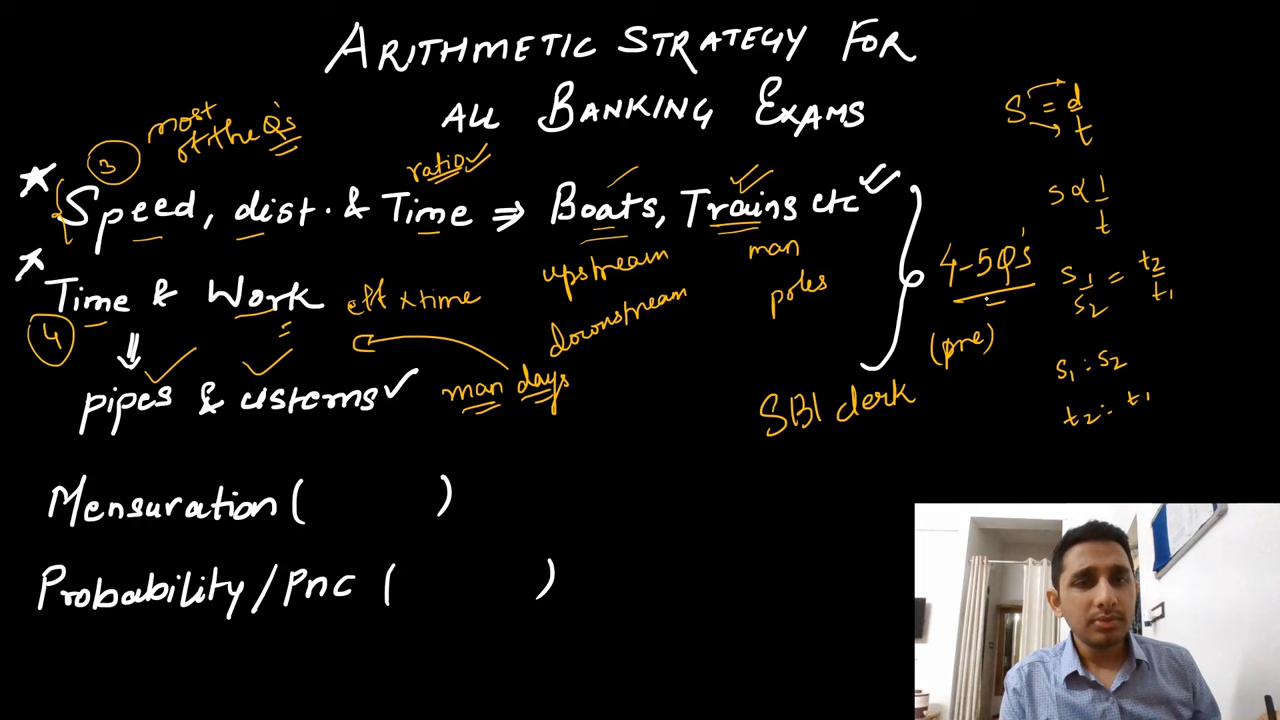 ARITHMETIC STRATEGY FOR
ALL BANKING EXAMS
3 most of the Q's
ratio
Speed, dist. & Time ⇒ Boats, Trains etc
upstream
downstream
man
poles
4 Time & Work eff x time
pipes & cisterns man days
4-5 Q's
(pre)
SBI clerk
S = d/t
S ∝ 1/t
S1/S2 = t2/t1
S1 : S2
t2 : t1
Mensuration ( )
Probability/PnC ( )